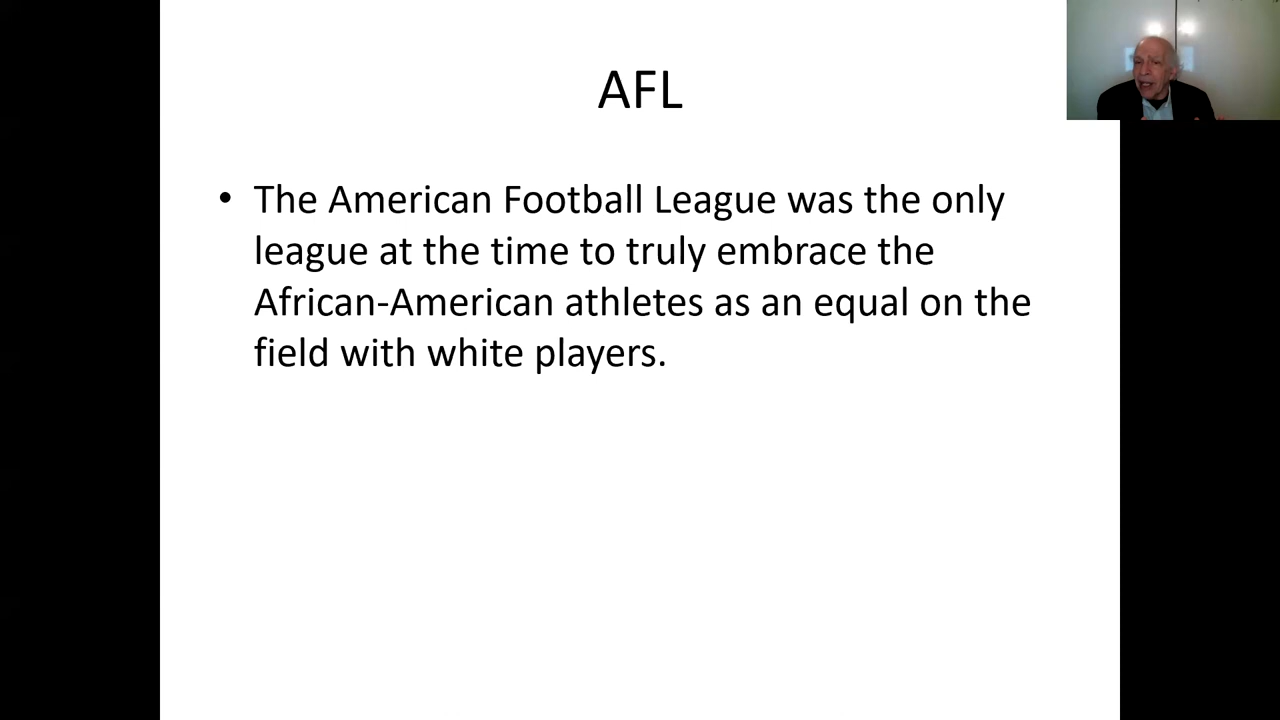 AFL
• The American Football League was the only
league at the time to truly embrace the
African-American athletes as an equal on the
field with white players.